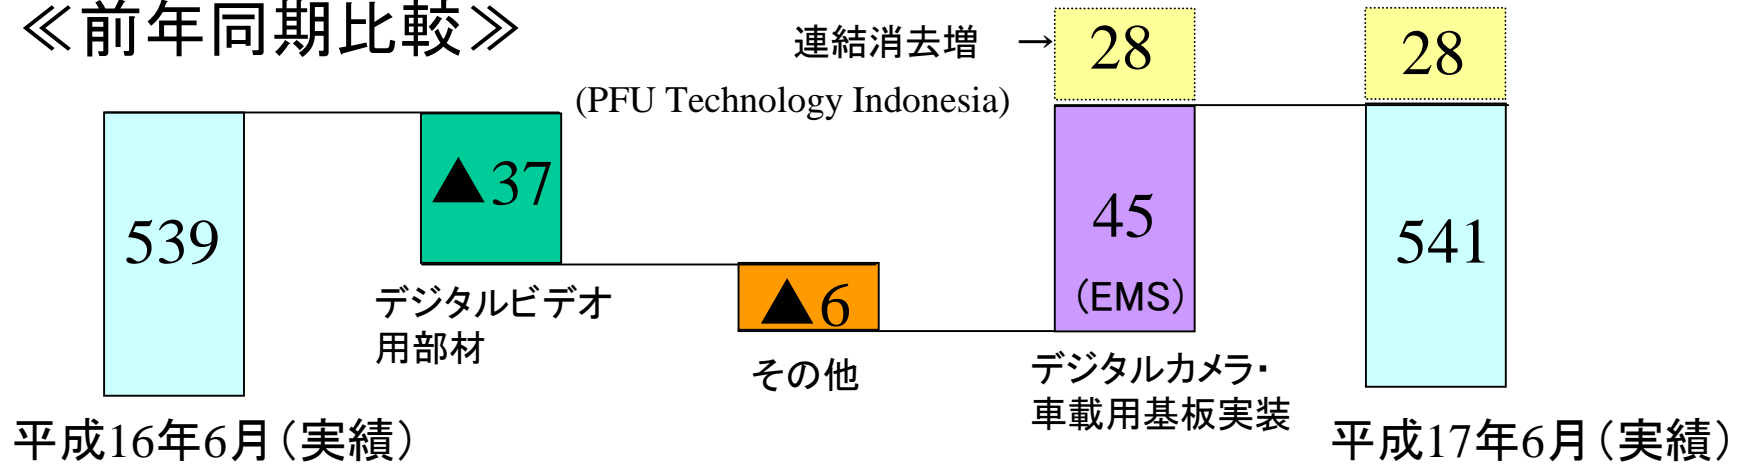 ≪前年同期比較≫
連結消去増 →
(PFU Technology Indonesia)
28
28
539
▲37
デジタルビデオ
用部材
▲6
その他
45
(EMS)
デジタルカメラ・
車載用基板実装
541
平成16年6月(実績)
平成17年6月(実績)